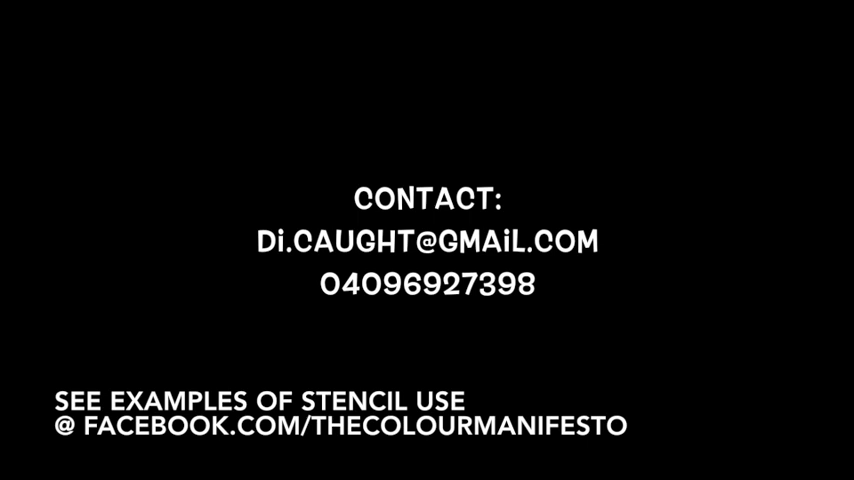 CONTACT:
Di.CAUGHT@GMAiL.COM
04096927398
SEE EXAMPLES OF STENCIL USE
@ FACEBOOK.COM/THECOLOURMANIFESTO